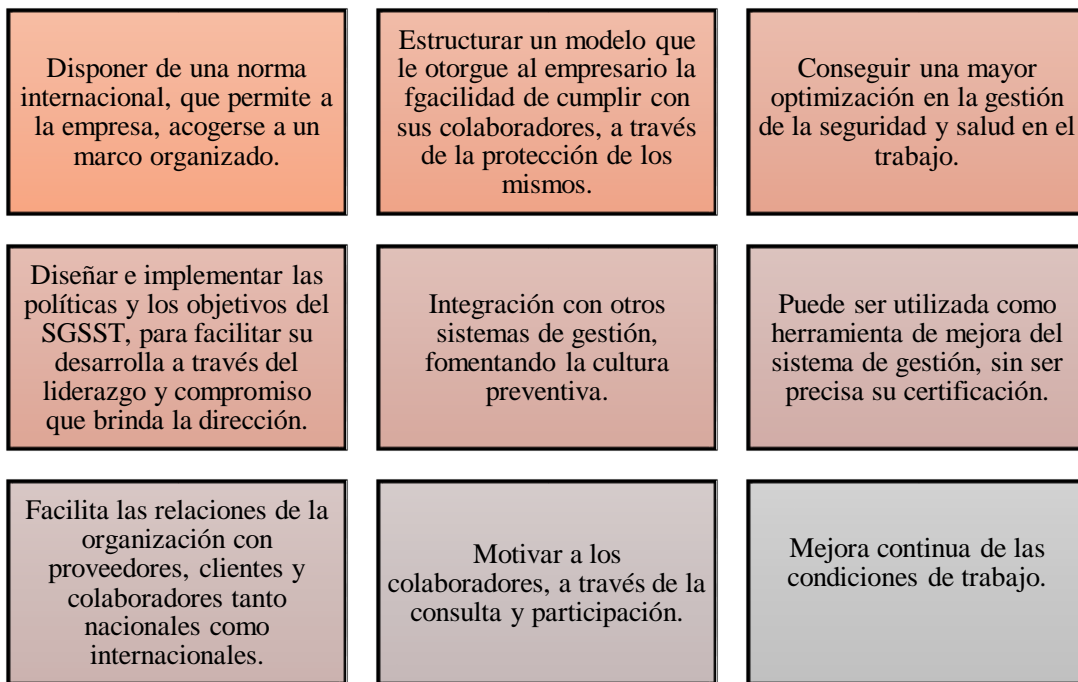 Disponer de una norma
internacional, que permite a
la empresa, acogerse a un
marco organizado.
Estructurar un modelo que
le otorgue al empresario la
fgacilidad de cumplir con
sus colaboradores, a través
de la protección de los
mismos.
Conseguir una mayor
optimización en la gestión
de la seguridad y salud en el
trabajo.
Diseñar e implementar las
políticas y los objetivos del
SGSST, para facilitar su
desarrolla a través del
liderazgo y compromiso
que brinda la dirección.
Integración con otros
sistemas de gestión,
fomentando la cultura
preventiva.
Puede ser utilizada como
herramienta de mejora del
sistema de gestión, sin ser
precisa su certificación.
Facilita las relaciones de la
organización con
proveedores, clientes y
colaboradores tanto
nacionales como
internacionales.
Motivar a los
colaboradores, a través de la
consulta y participación.
Mejora continua de las
condiciones de trabajo.